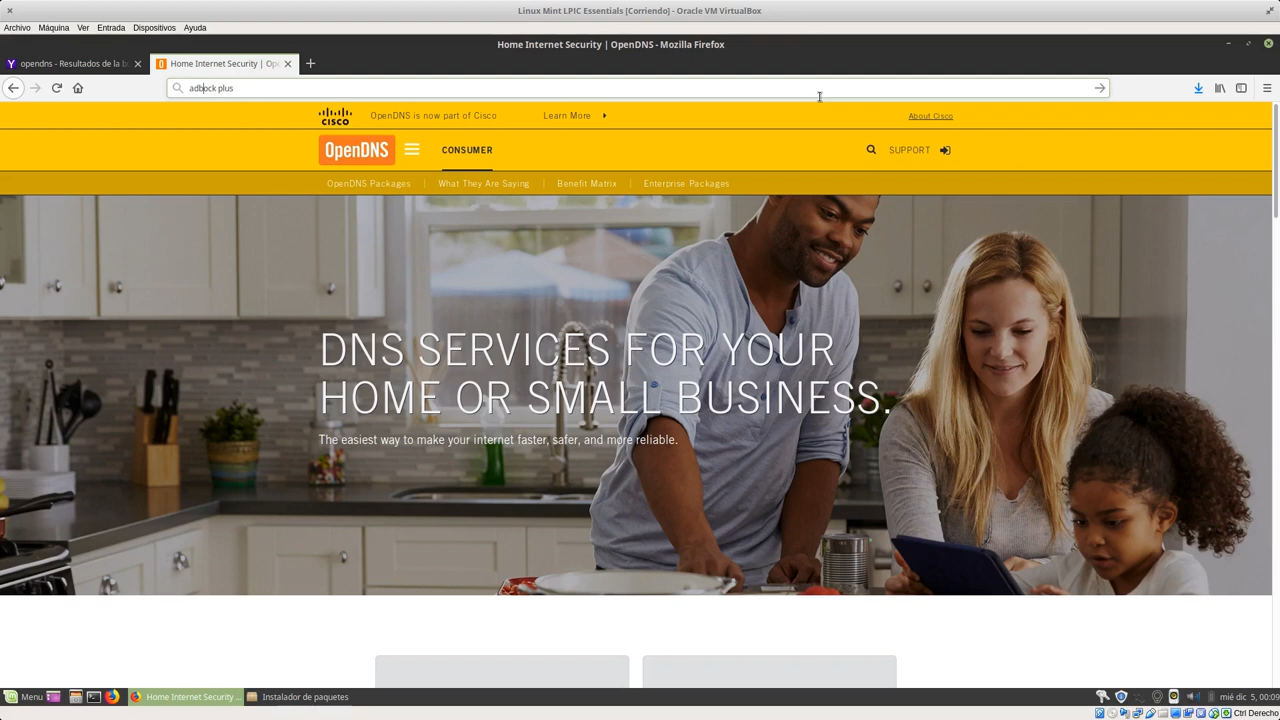 Linux Mint LPIC Essentials [Corriendo] - Oracle VM VirtualBox
Archivo Máquina Ver Entrada Dispositivos Ayuda
Home Internet Security | OpenDNS - Mozilla Firefox
opendns - Resultados de la b
Home Internet Security | Ope
adbock plus
CISCO
OpenDNS is now part of Cisco
Learn More
About Cisco
OpenDNS
CONSUMER
SUPPORT
OpenDNS Packages
What They Are Saying
Benefit Matrix
Enterprise Packages
DNS SERVICES FOR YOUR
HOME OR SMALL BUSINESS.
The easiest way to make your internet faster, safer, and more reliable.
Menu
Home Internet Security ...
Instalador de paquetes
mié dic 5, 00:09
Ctrl Derecho